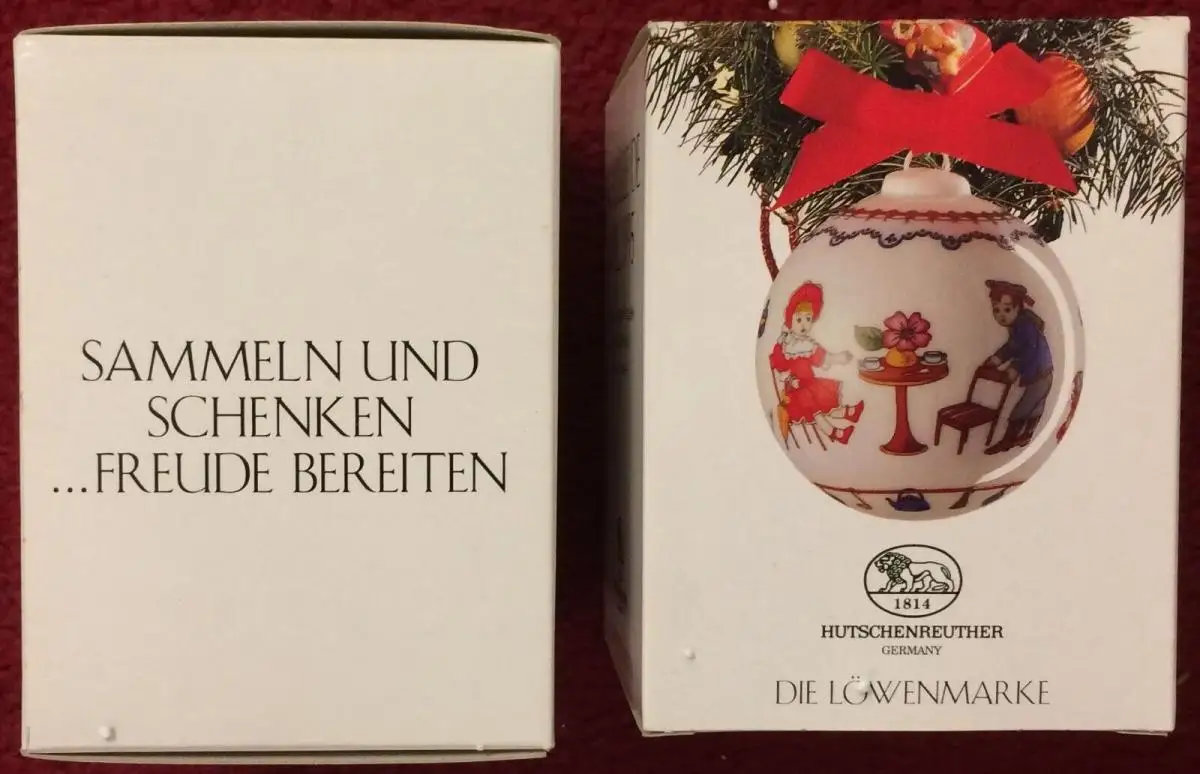 SAMMELN UND
SCHENKEN
...FREUDE BEREITEN
1814
HUTSCHENREUTHER
GERMANY
DIE LÖWENMARKE